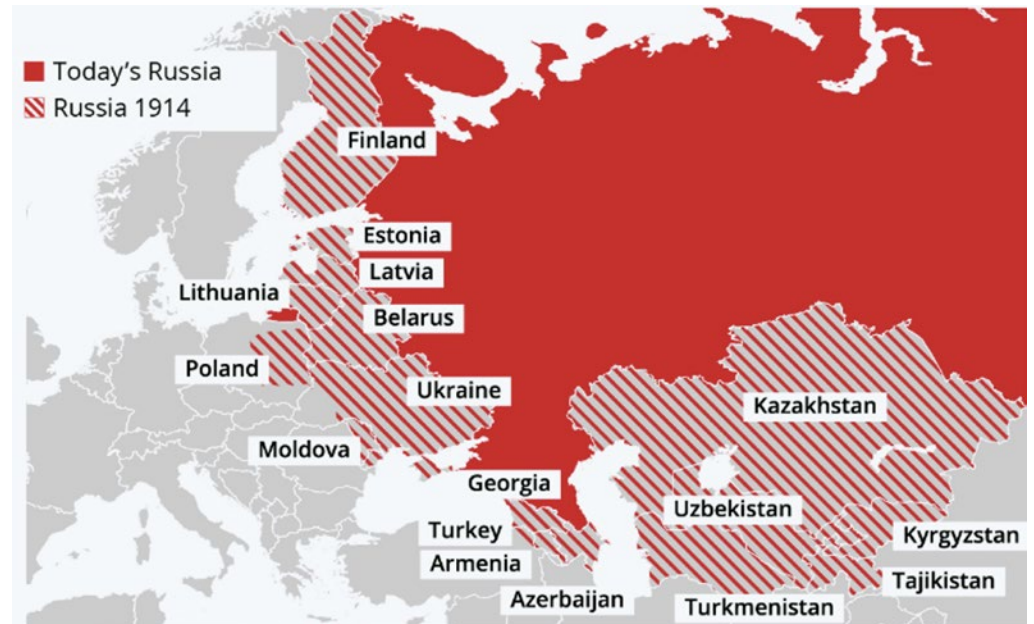 Today's Russia
Russia 1914
Finland
Estonia
Latvia
Lithuania
Belarus
Poland
Ukraine
Kazakhstan
Moldova
Georgia
Uzbekistan
Turkey
Kyrgyzstan
Armenia
Tajikistan
Azerbaijan
Turkmenistan